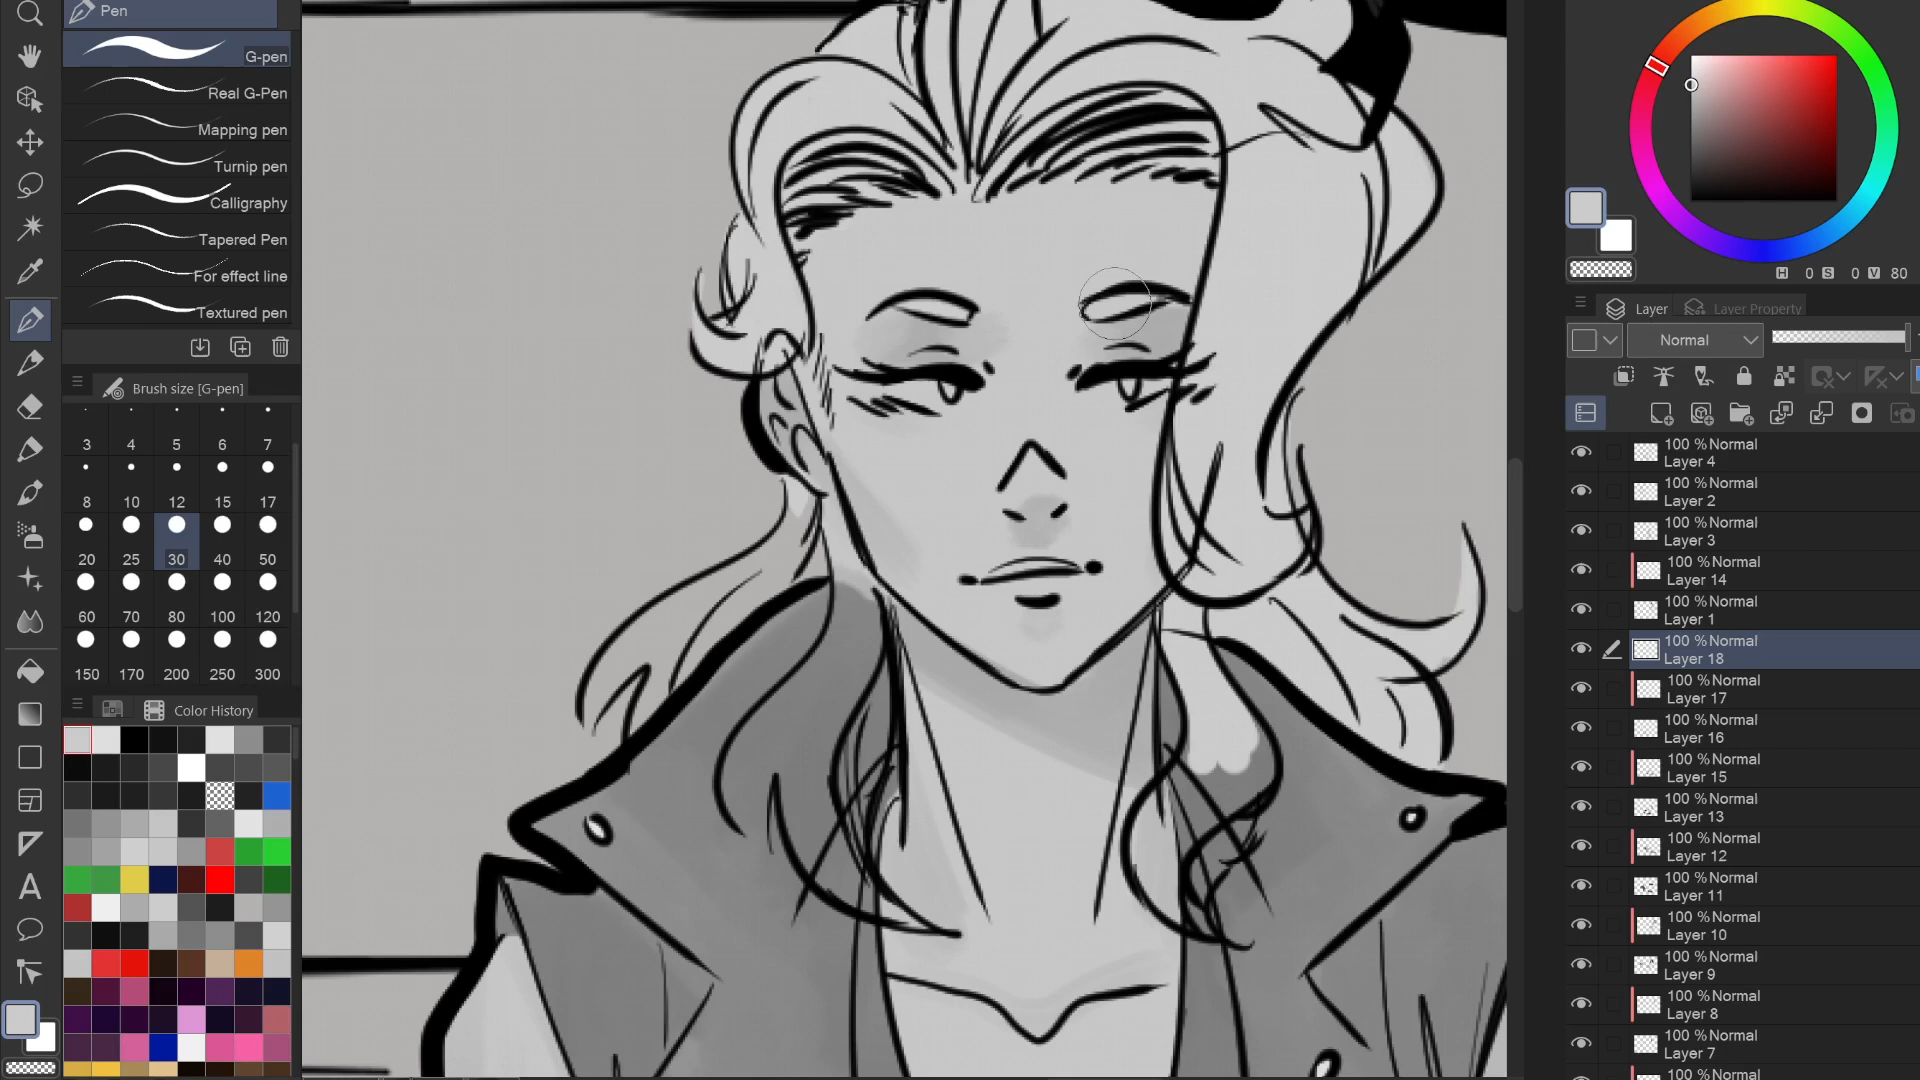 Pen
G-pen
Real G-Pen
Mapping pen
Turnip pen
Calligraphy
Tapered Pen
For effect line
Textured pen
Brush size [G-pen]
3 4 5 6 7
8 10 12 15 17
20 25 30 40 50
60 70 80 100 120
150 170 200 250 300
Color History
H 0 S 0 V 80
Layer Layer Property
Normal
100 %Normal
Layer 4
100 %Normal
Layer 2
100 %Normal
Layer 3
100 %Normal
Layer 14
100 %Normal
Layer 1
100 %Normal
Layer 18
100 %Normal
Layer 17
100 %Normal
Layer 16
100 %Normal
Layer 15
100 %Normal
Layer 13
100 %Normal
Layer 12
100 %Normal
Layer 11
100 %Normal
Layer 10
100 %Normal
Layer 9
100 %Normal
Layer 8
100 %Normal
Layer 7
100 %Normal